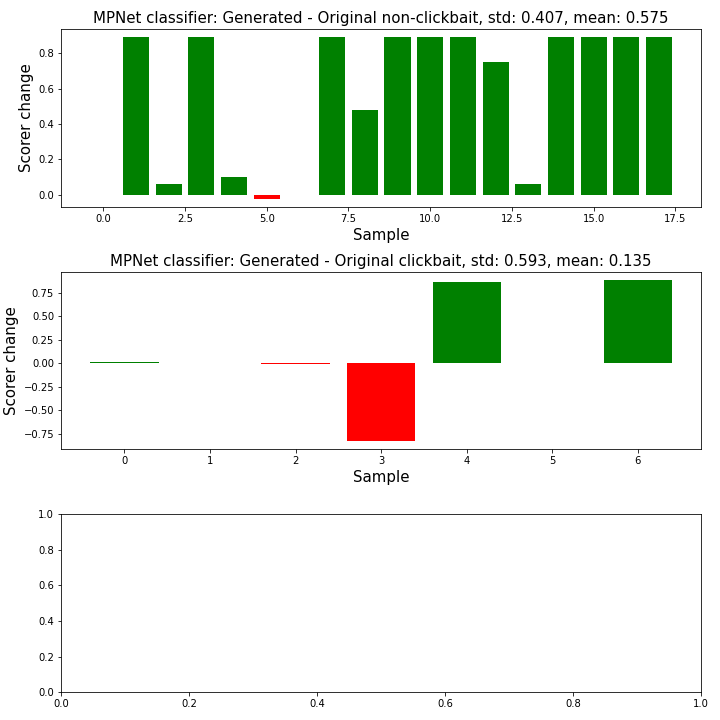 MPNet classifier: Generated - Original non-clickbait, std: 0.407, mean: 0.575
Scorer change
0.8
0.6
0.4
0.2
0.0
0.0 2.5 5.0 7.5 10.0 12.5 15.0 17.5
Sample
MPNet classifier: Generated - Original clickbait, std: 0.593, mean: 0.135
Scorer change
0.75
0.50
0.25
0.00
−0.25
−0.50
−0.75
0 1 2 3 4 5 6
Sample
1.0
0.8
0.6
0.4
0.2
0.0
0.0 0.2 0.4 0.6 0.8 1.0